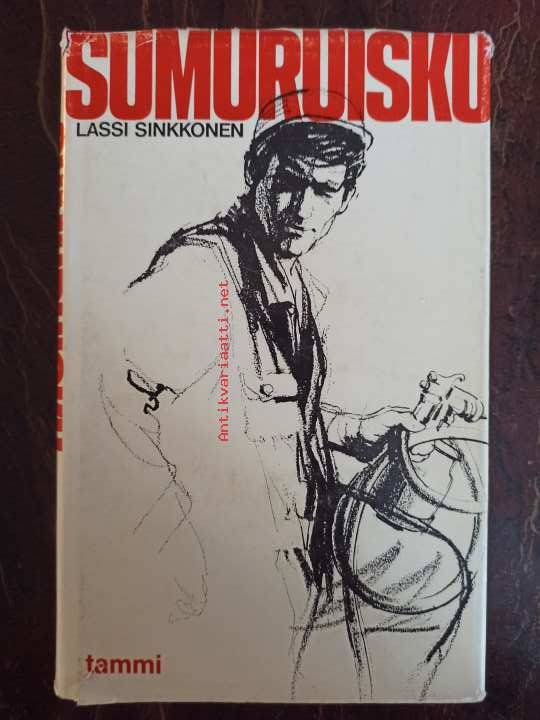 SUMURUISKU
LASSI SINKKONEN
Antikvariaatti.net
tammi